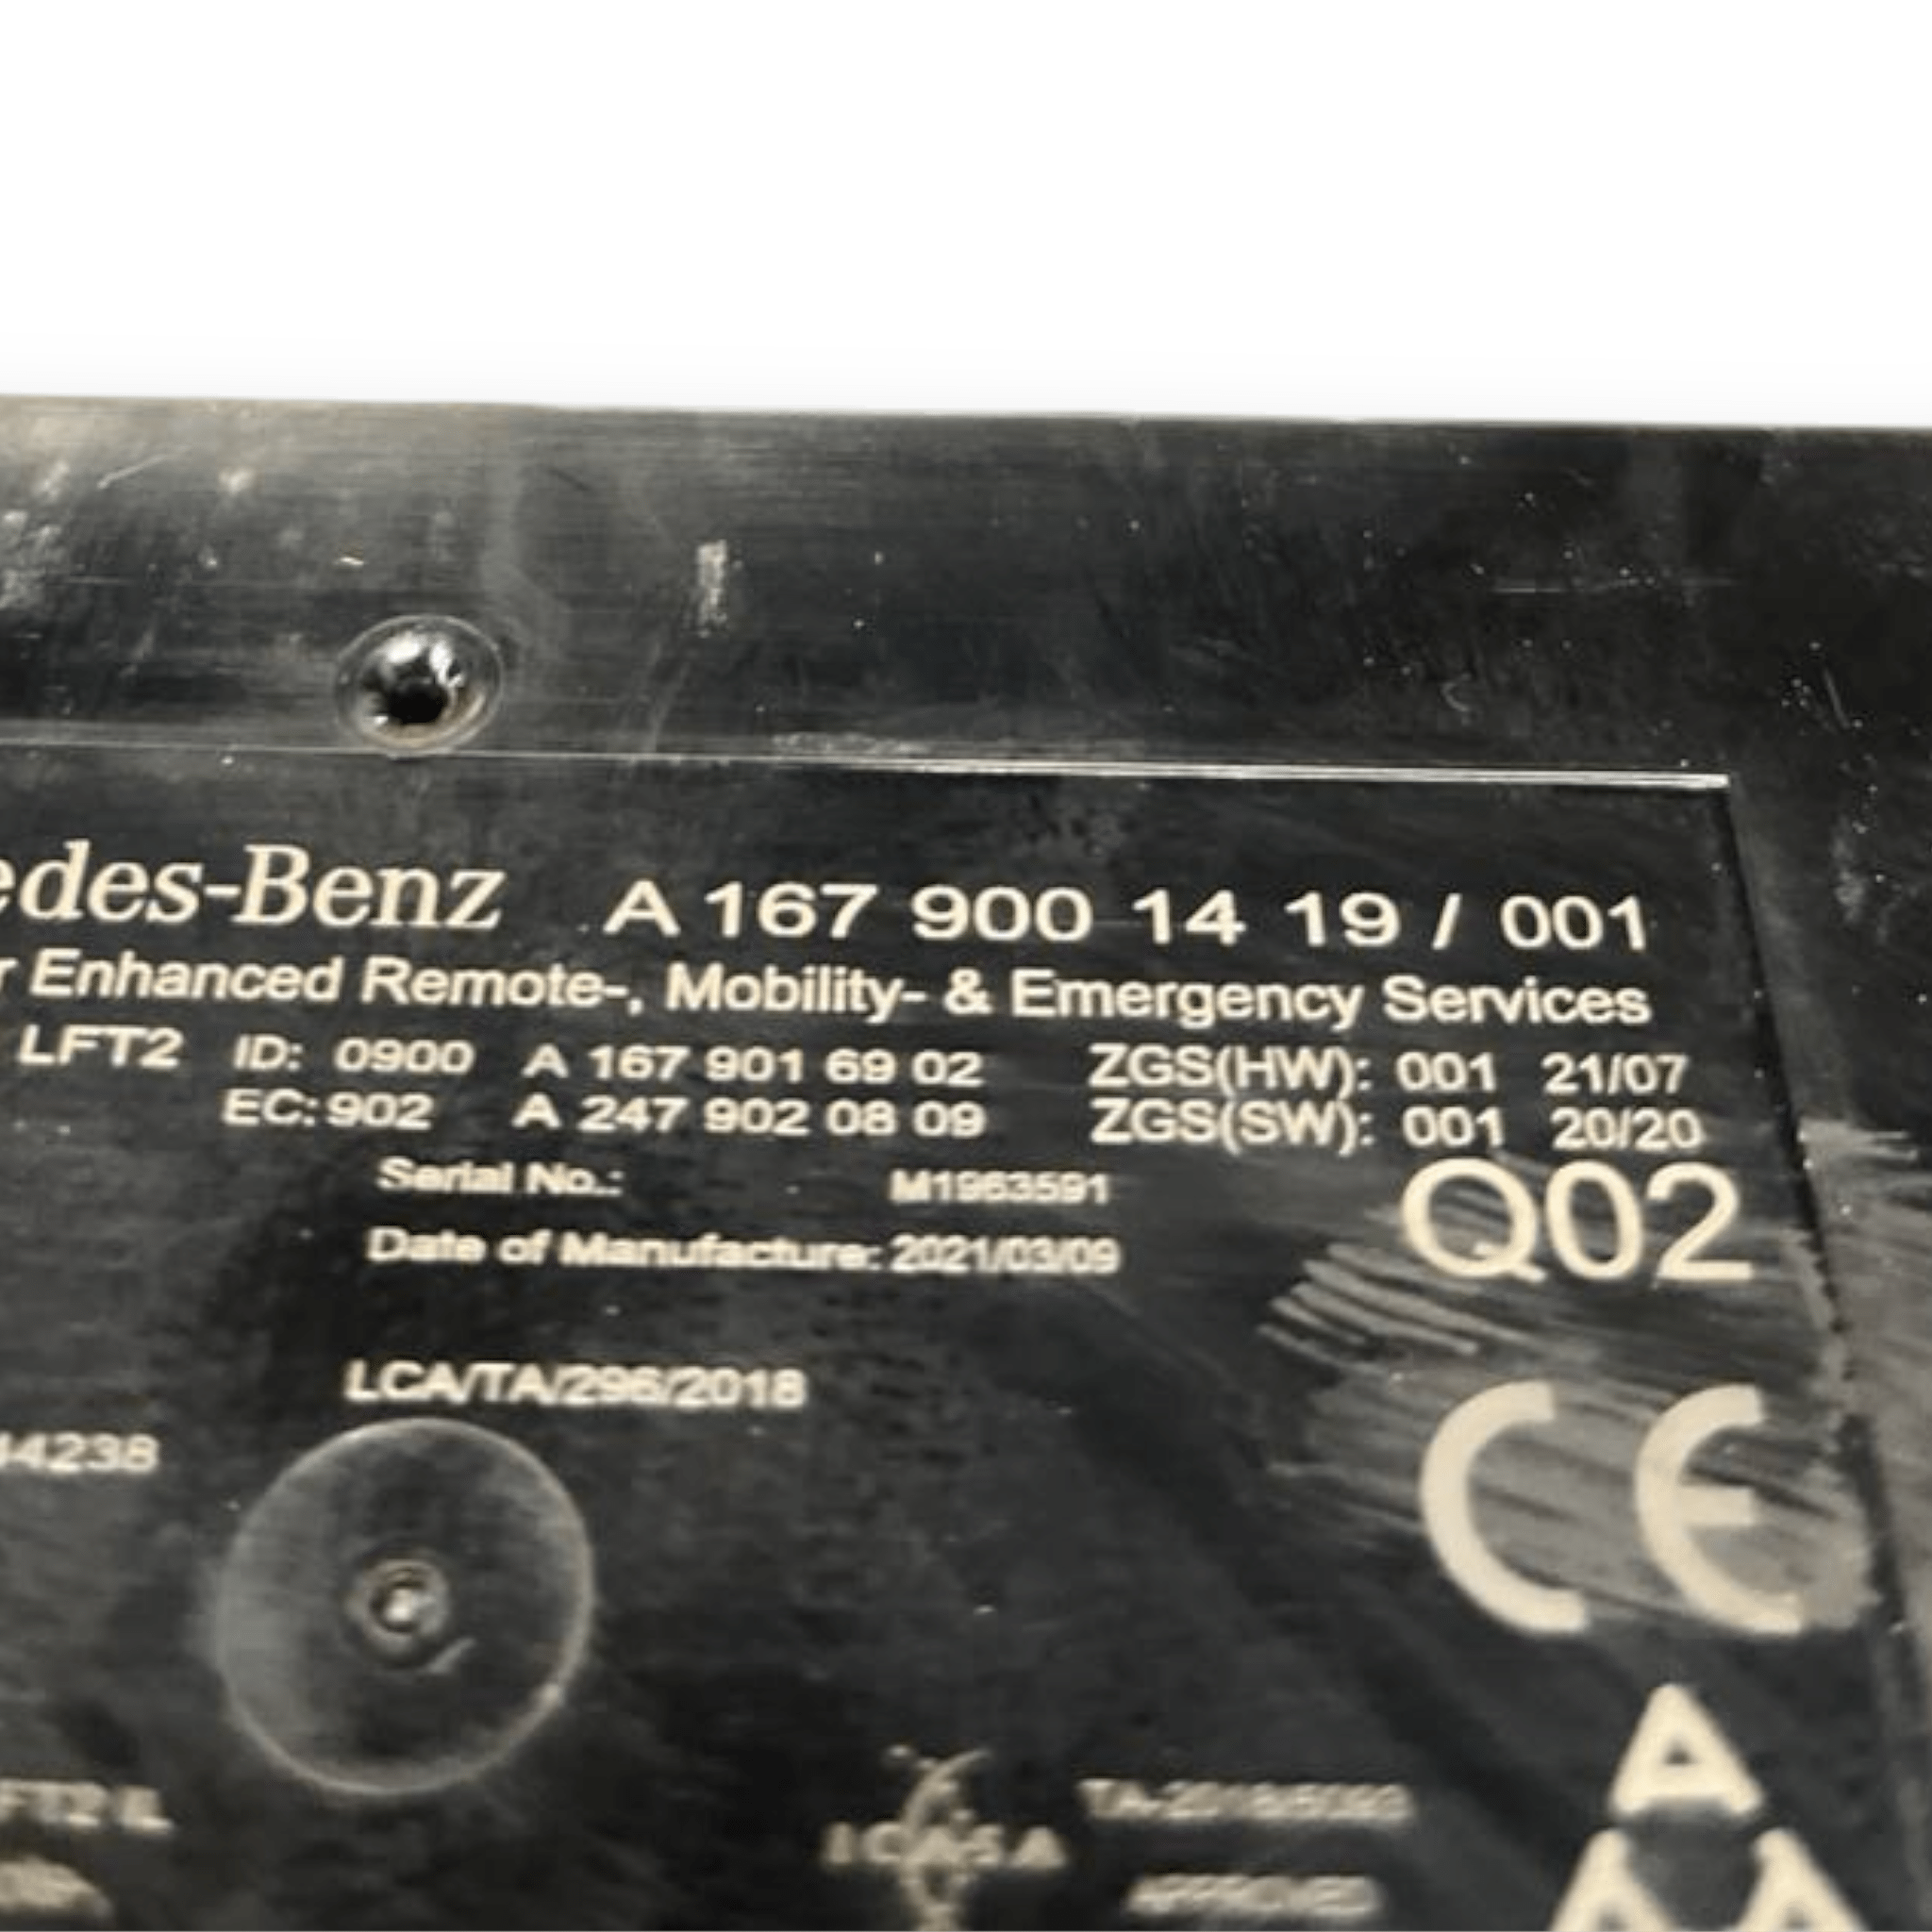 edes-Benz A 167 900 14 19 / 001
r Enhanced Remote-, Mobility- & Emergency Services
LFT2 ID: 0900 A 167 901 69 02 ZGS(HW): 001 21/07
EC: 902 A 247 902 08 09 ZGS(SW): 001 20/20
Serial No.: M1963591
Q02
Date of Manufacture: 2021/03/09
LCA/TA/296/2018
44238
CE
ICASA
APPROVED
A
A A